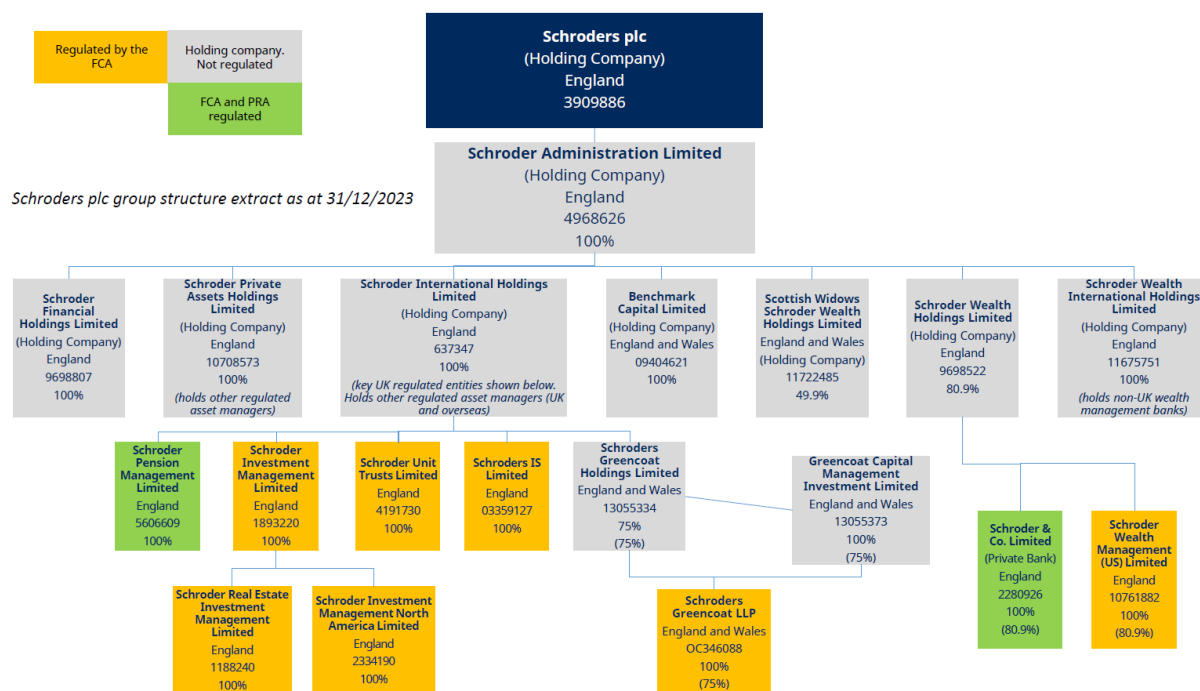 Regulated by the
FCA
Holding company.
Not regulated
FCA and PRA
regulated
Schroders plc
(Holding Company)
England
3909886
Schroder Administration Limited
(Holding Company)
England
4968626
100%
Schroders plc group structure extract as at 31/12/2023
Schroder
Financial
Holdings Limited
(Holding Company)
England
9698807
100%
Schroder Private
Assets Holdings
Limited
(Holding Company)
England
10708573
100%
(holds other regulated
asset managers)
Schroder International Holdings
Limited
(Holding Company)
England
637347
100%
(key UK regulated entities shown below.
Holds other regulated asset managers (UK
and overseas)
Benchmark
Capital Limited
(Holding Company)
England and Wales
09404621
100%
Scottish Widows
Schroder Wealth
Holdings Limited
England and Wales
(Holding Company)
11722485
49.9%
Schroder Wealth
Holdings Limited
(Holding Company)
England
9698522
80.9%
Schroder Wealth
International Holdings
Limited
(Holding Company)
England
11675751
100%
(holds non-UK wealth
management banks)
Schroder
Pension
Management
Limited
England
5606609
100%
Schroder
Investment
Management
Limited
England
1893220
100%
Schroder Unit
Trusts Limited
England
4191730
100%
Schroders IS
Limited
England
03359127
100%
Schroders
Greencoat
Holdings Limited
England and Wales
13055334
75%
(75%)
Greencoat Capital
Management
Investment Limited
England and Wales
13055373
100%
(75%)
Schroder &
Co. Limited
(Private Bank)
England
2280926
100%
(80.9%)
Schroder
Wealth
Management
(US) Limited
England
10761882
100%
(80.9%)
Schroder Real Estate
Investment
Management
Limited
England
1188240
100%
Schroder Investment
Management North
America Limited
England
2334190
100%
Schroders
Greencoat LLP
England and Wales
OC346088
100%
(75%)